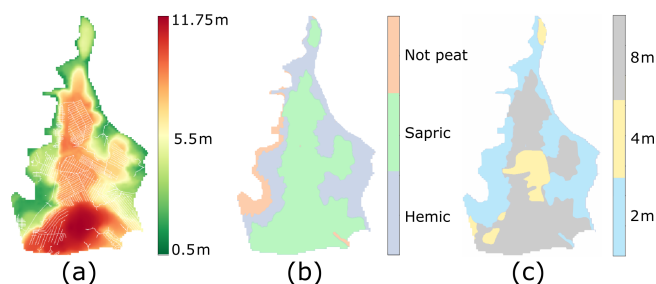 11.75m
5.5m
0.5m
(a)
Not peat
Sapric
Hemic
(b)
8m
4m
2m
(c)